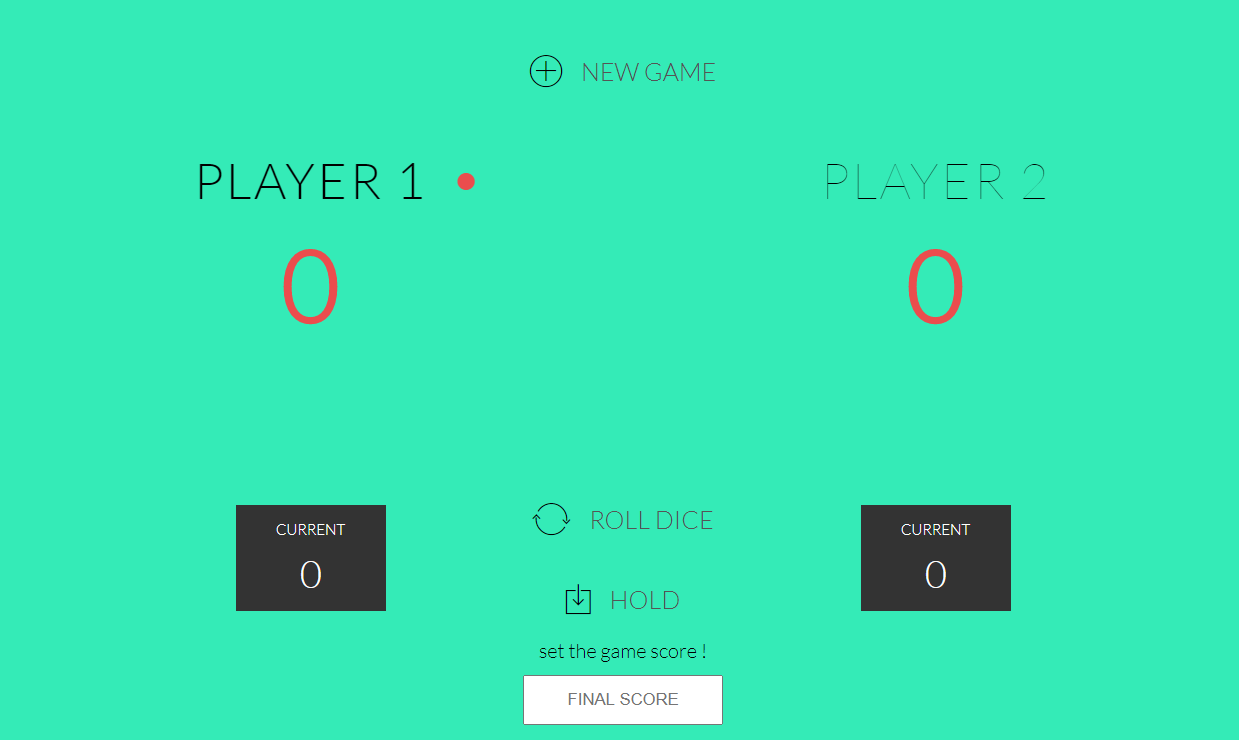 NEW GAME
PLAYER 1
PLAYER 2
0
0
ROLL DICE
CURRENT
0
CURRENT
0
HOLD
set the game score !
FINAL SCORE